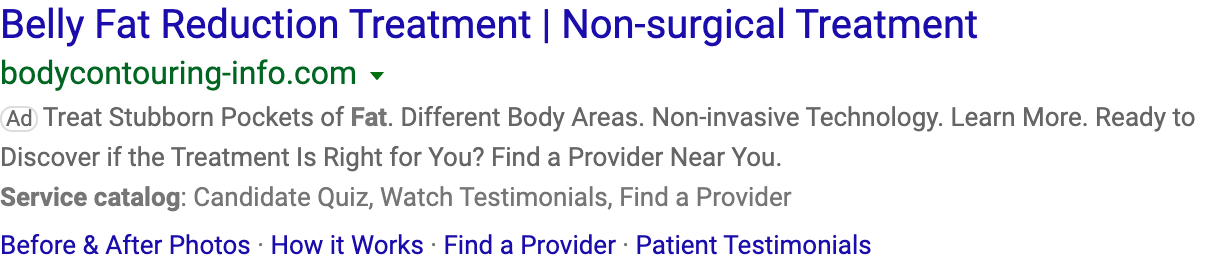 Belly Fat Reduction Treatment | Non-surgical Treatment
bodycontouring-info.com
Ad Treat Stubborn Pockets of Fat. Different Body Areas. Non-invasive Technology. Learn More. Ready to
Discover if the Treatment Is Right for You? Find a Provider Near You.
Service catalog: Candidate Quiz, Watch Testimonials, Find a Provider
Before & After Photos · How it Works · Find a Provider · Patient Testimonials